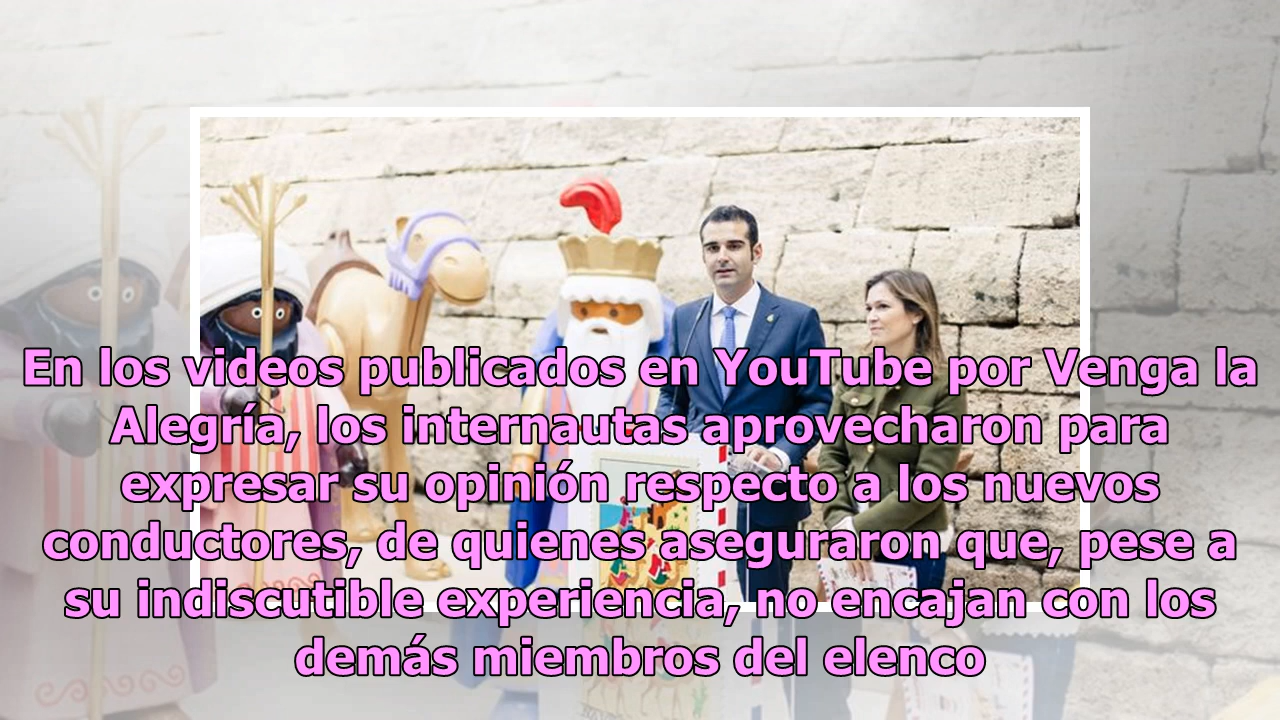 En los videos publicados en YouTube por Venga la
Alegría, los internautas aprovecharon para
expresar su opinión respecto a los nuevos
conductores, de quienes aseguraron que, pese a
su indiscutible experiencia, no encajan con los
demás miembros del elenco